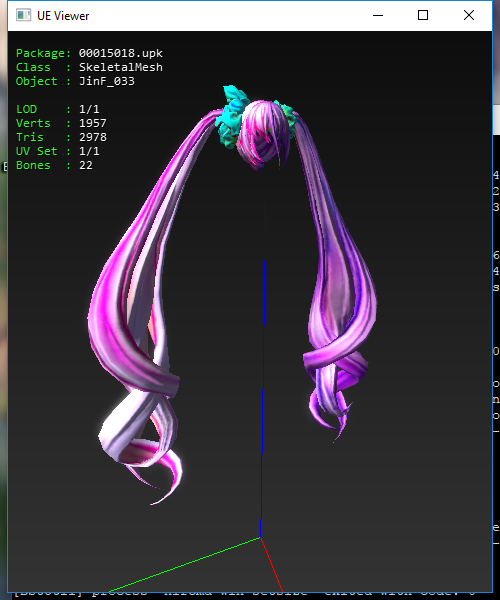 UE Viewer
Package: 00015018.upk
Class : SkeletalMesh
Object : JinF_033
LOD : 1/1
Verts : 1957
Tris : 2978
UV Set : 1/1
Bones : 22